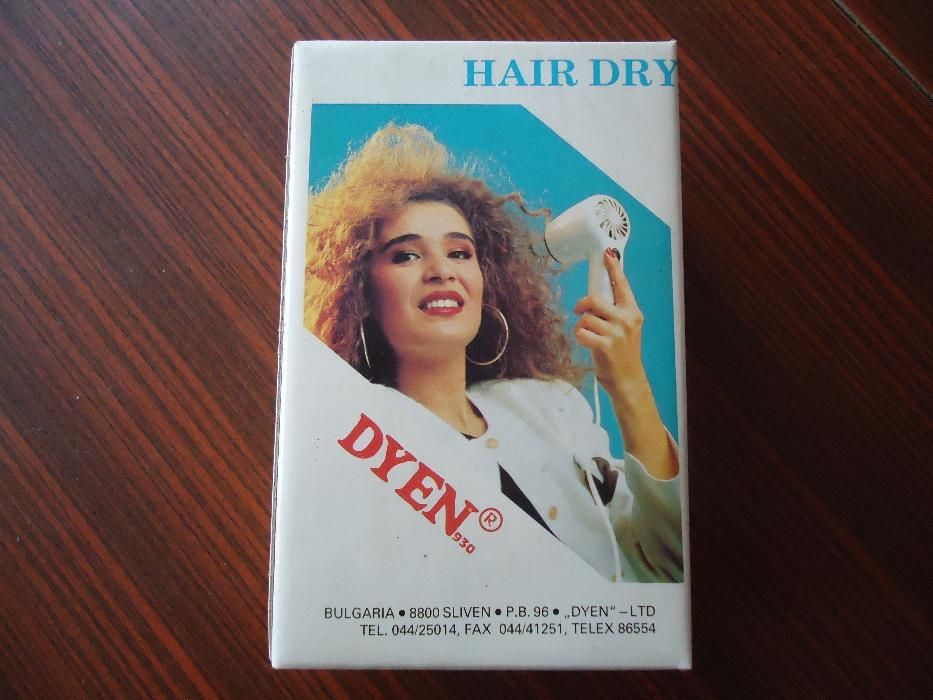 HAIR DRY
DYEN®
930
BULGARIA • 8800 SLIVEN • P.B. 96 • „DYEN“ – LTD
TEL. 044/25014, FAX 044/41251, TELEX 86554